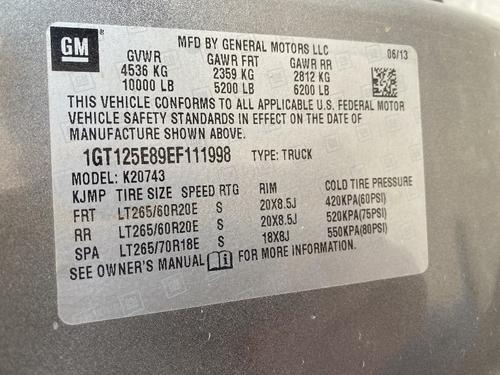 GM
MFD BY GENERAL MOTORS LLC
06/13
GVWR GAWR FRT GAWR RR
4536 KG 2359 KG 2812 KG
10000 LB 5200 LB 6200 LB
THIS VEHICLE CONFORMS TO ALL APPLICABLE U.S. FEDERAL MOTOR
VEHICLE SAFETY STANDARDS IN EFFECT ON THE DATE OF
MANUFACTURE SHOWN ABOVE.
1GT125E89EF111998 TYPE: TRUCK
MODEL: K20743
KJMP TIRE SIZE SPEED RTG RIM COLD TIRE PRESSURE
FRT LT265/60R20E S 20X8.5J 420KPA(60PSI)
RR LT265/60R20E S 20X8.5J 520KPA(75PSI)
SPA LT265/70R18E S 18X8J 550KPA(80PSI)
SEE OWNER'S MANUAL FOR MORE INFORMATION.